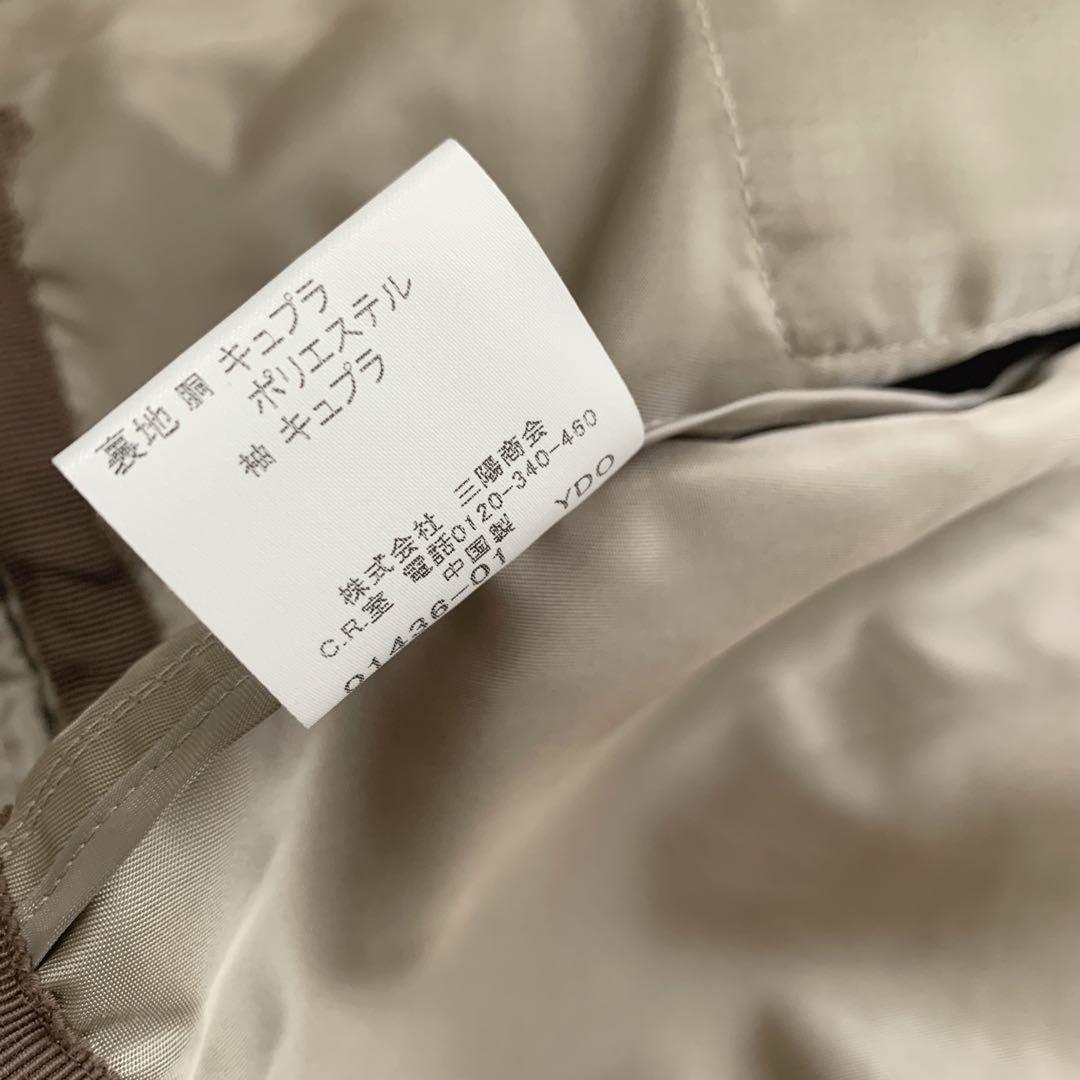 裏地 胴 キュプラ
ポリエステル
袖 キュプラ
株式会社 三陽商会
C.R.室 電話0120-340-460
中国製 YDO
01436-01